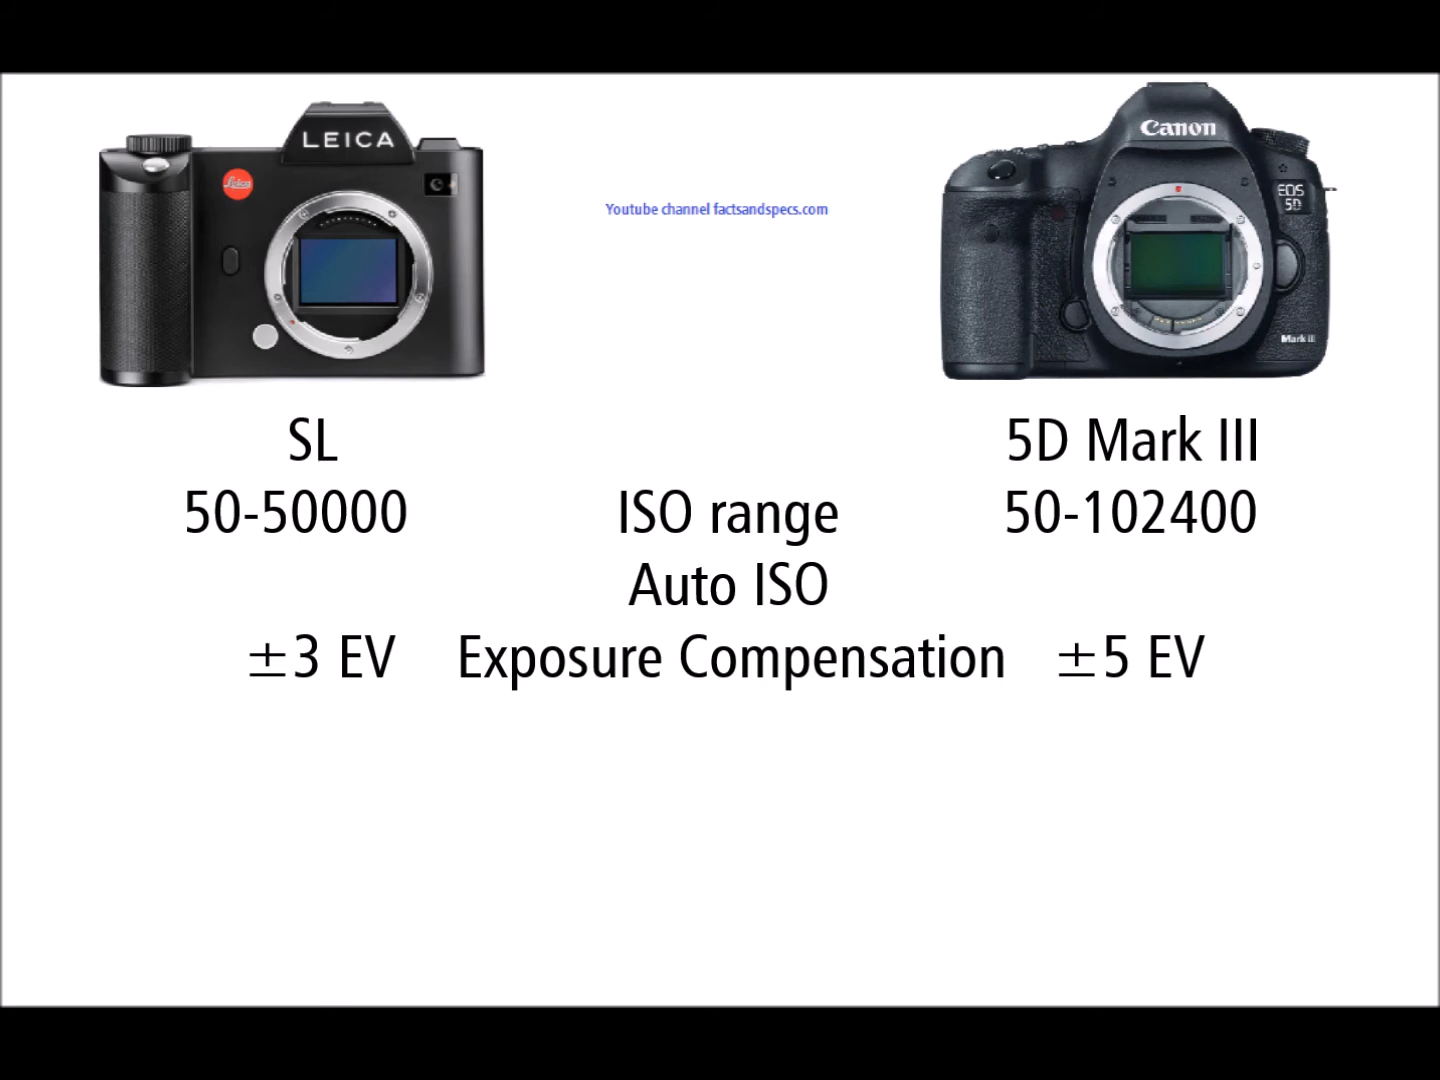 LEICA
Leica
Canon
EOS
5D
Mark III
Youtube channel factsandspecs.com
SL
5D Mark III
50-50000 ISO range 50-102400
Auto ISO
±3 EV Exposure Compensation ±5 EV